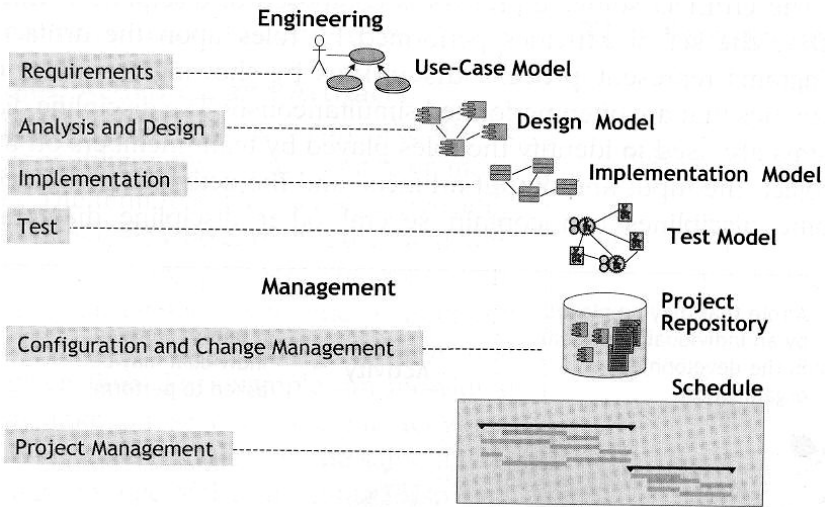 Engineering
Requirements
Use-Case Model
Analysis and Design
Design Model
Implementation
Implementation Model
Test
Test Model
Management
Project
Repository
Configuration and Change Management
Schedule
Project Management